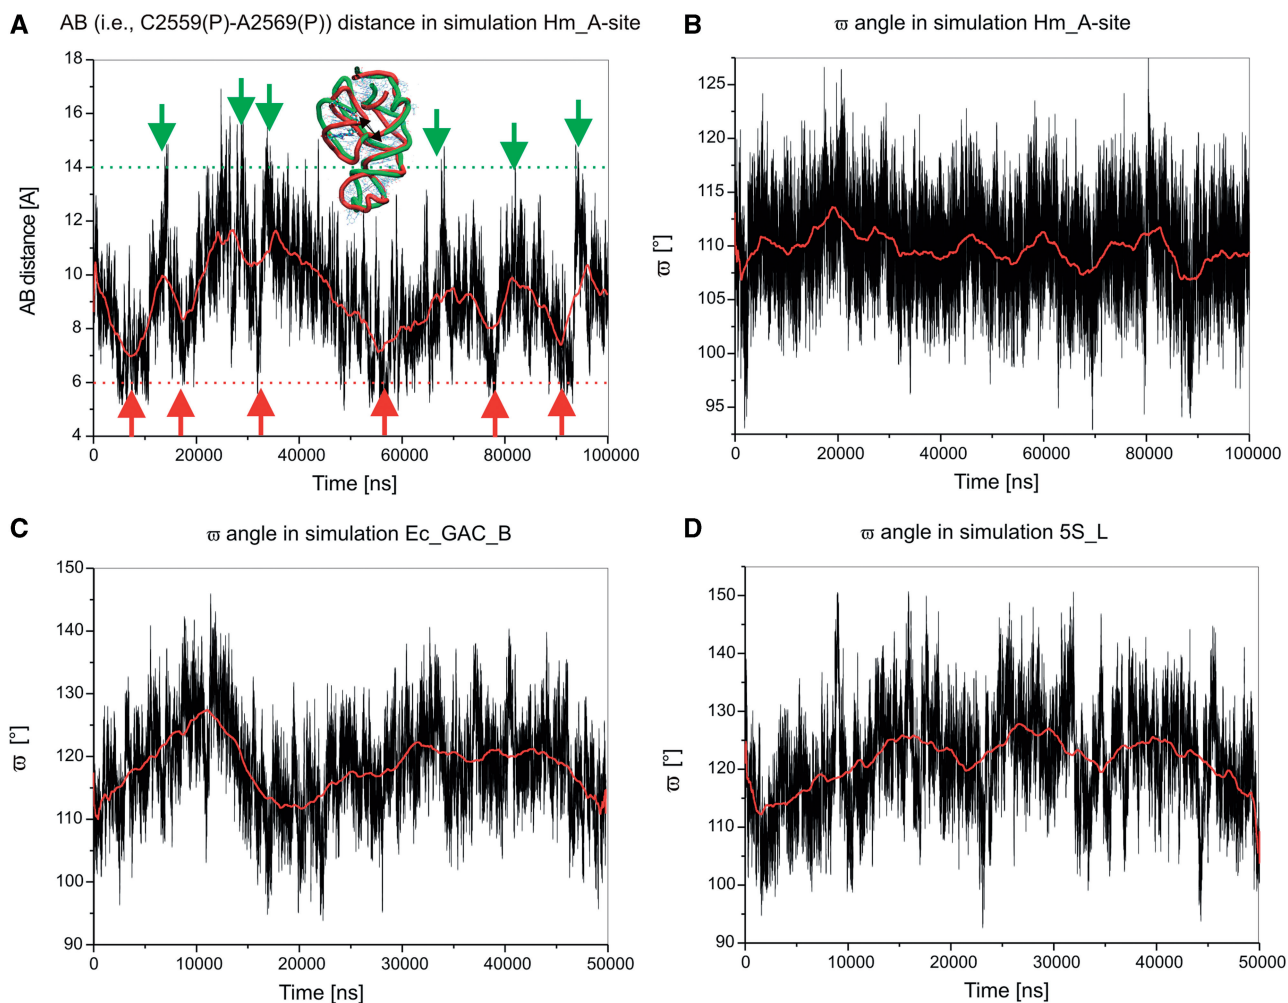 A
AB (i.e., C2559(P)-A2569(P)) distance in simulation Hm_A-site
18
16
14
12
10
8
6
4
AB distance [A]
0 20000 40000 60000 80000 100000
Time [ns]
B
ϖ angle in simulation Hm_A-site
125
120
115
110
105
100
95
ϖ [°]
0 20000 40000 60000 80000 100000
Time [ns]
C
ϖ angle in simulation Ec_GAC_B
150
140
130
120
110
100
90
ϖ [°]
0 10000 20000 30000 40000 50000
Time [ns]
D
ϖ angle in simulation 5S_L
150
140
130
120
110
100
90
ϖ [°]
0 10000 20000 30000 40000 50000
Time [ns]